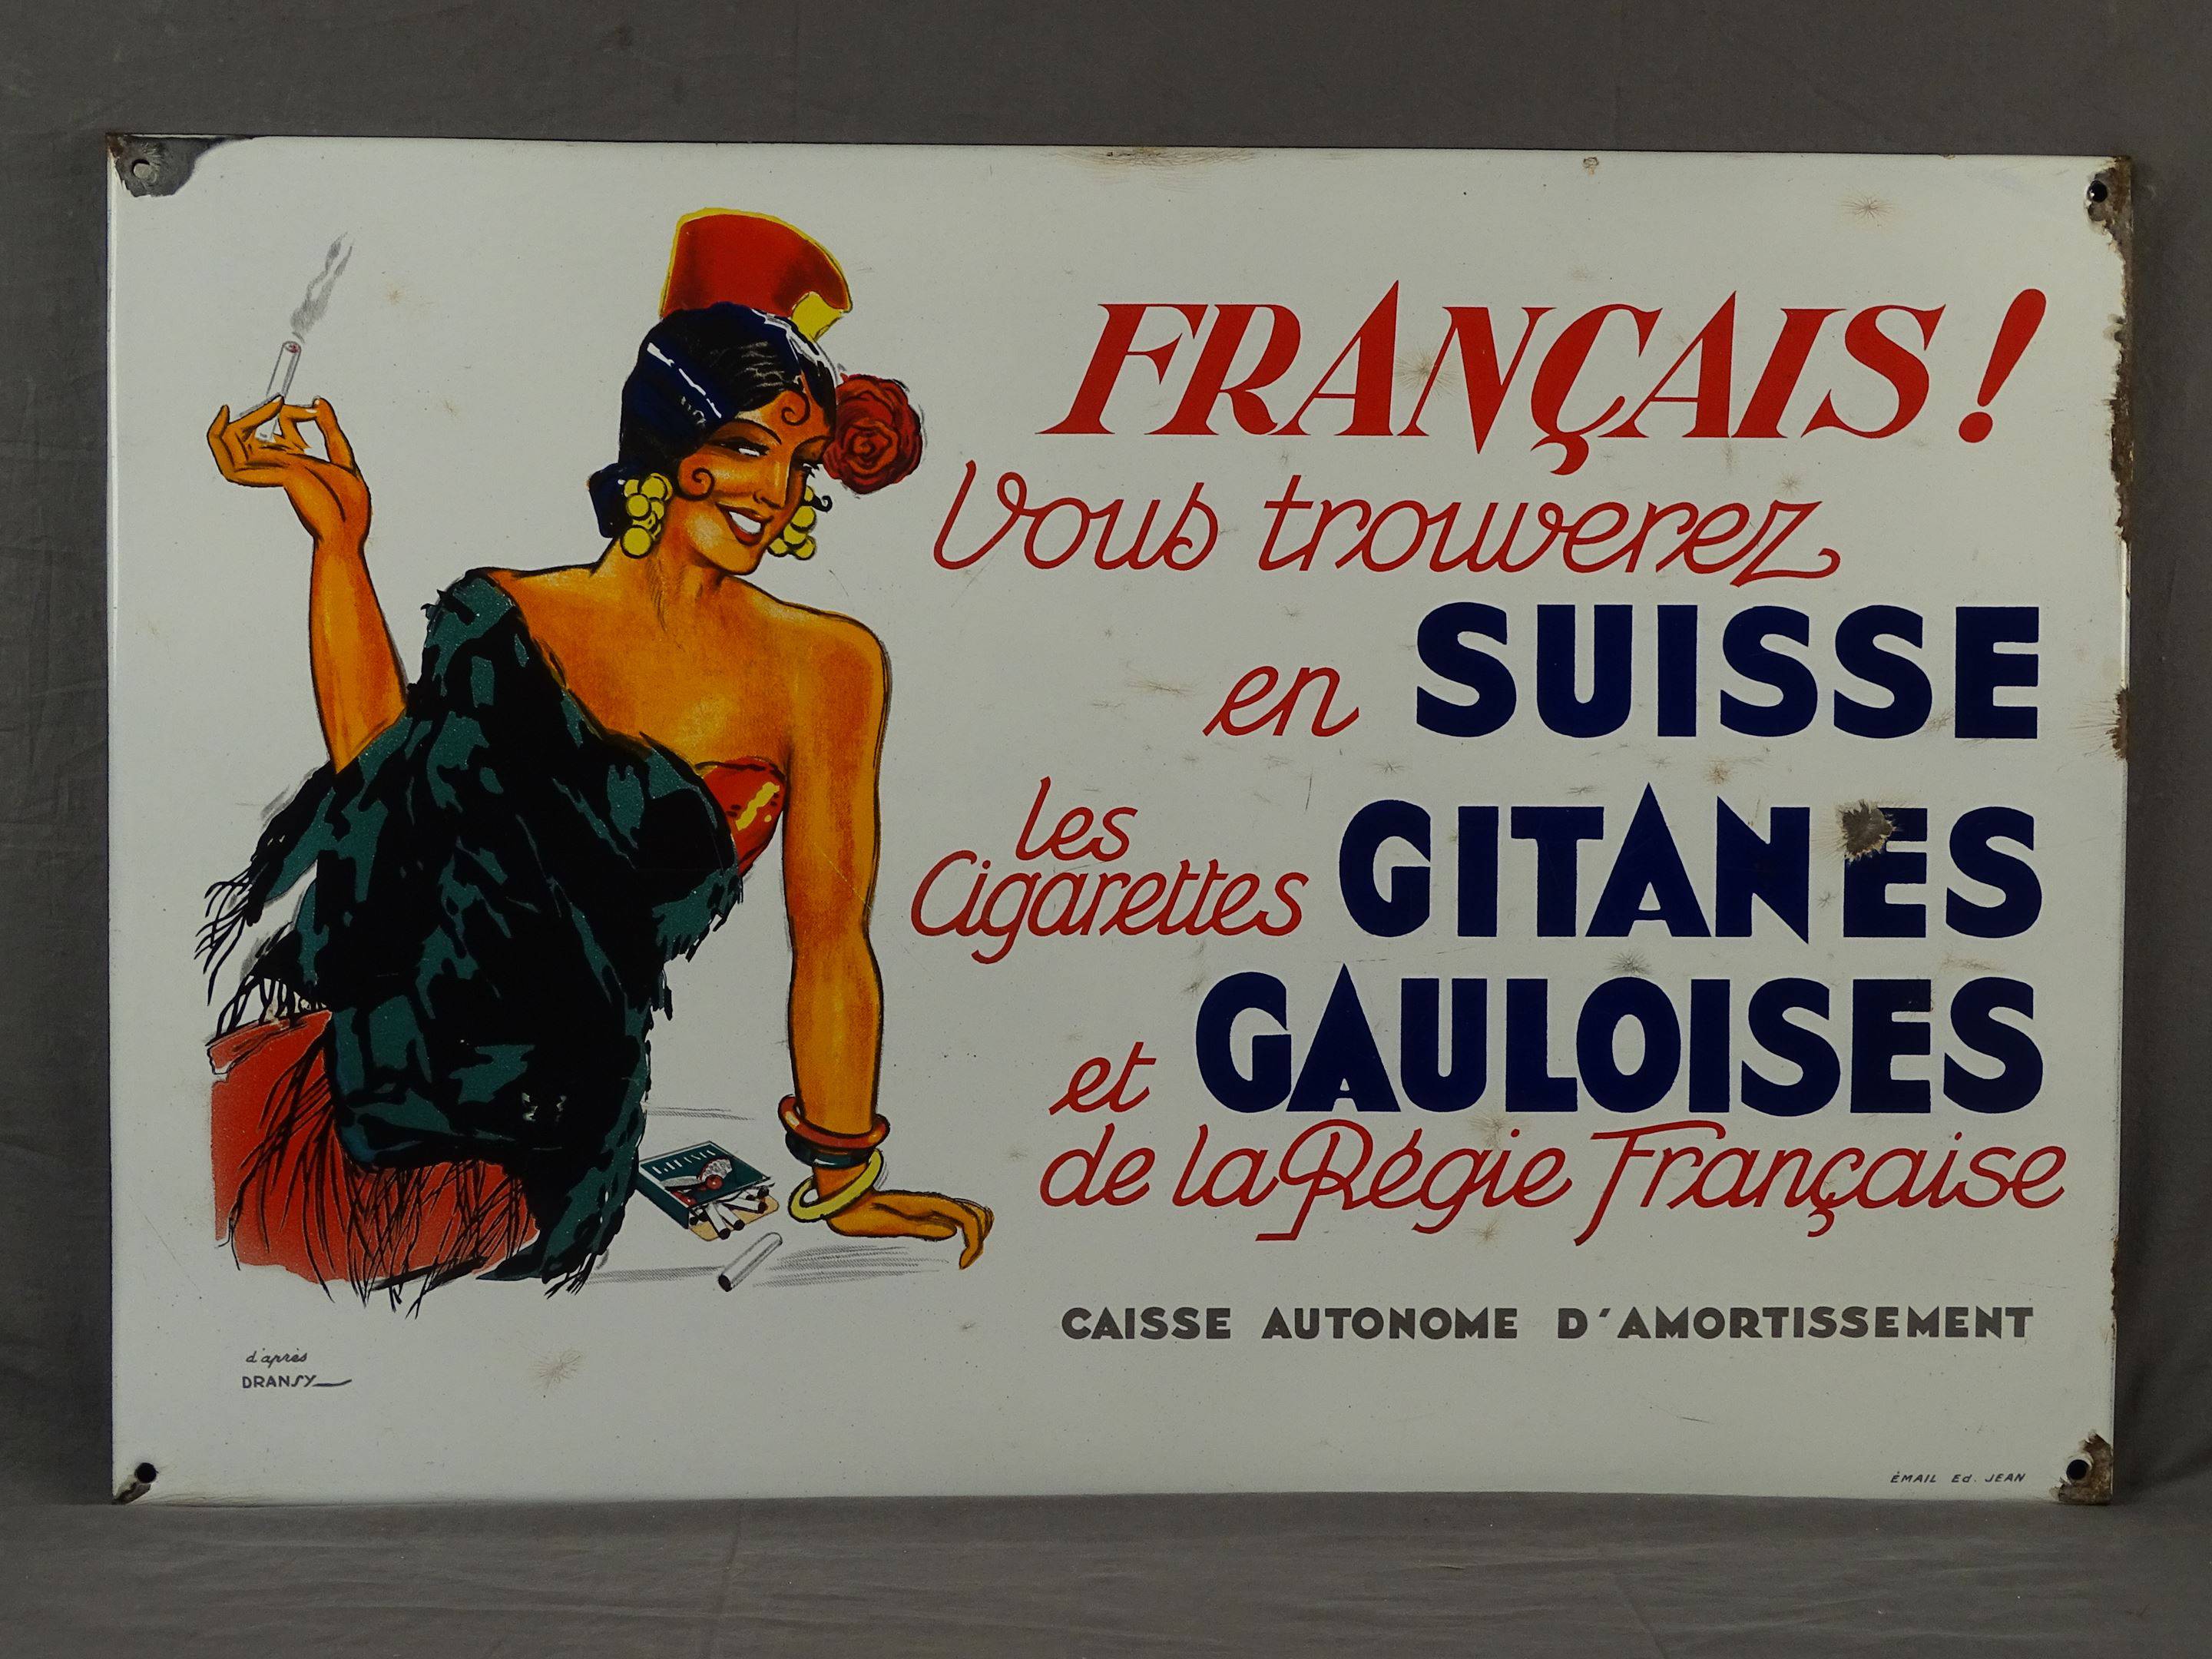 FRANÇAIS !
Vous trouverez
en SUISSE
les
Cigarettes GITANES
et GAULOISES
de la Régie Française
CAISSE AUTONOME D'AMORTISSEMENT
d'après
DRANSY
ÉMAIL Ed. JEAN